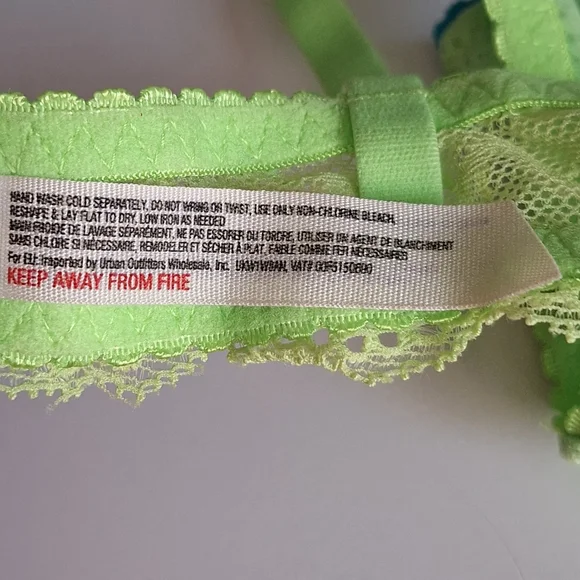 HAND WASH COLD SEPARATELY, DO NOT WRING OR TWIST, USE ONLY NON-CHLORINE BLEACH,
RESHAPE & LAY FLAT TO DRY. LOW IRON AS NEEDED
MAIN FROIDE DE LAVAGE SÉPARÉMENT, NE PAS ESSORER OU TORDRE, UTILISER UN AGENT DE BLANCHIMENT
SANS CHLORE SI NÉCESSAIRE, REMODELER ET SÉCHER À PLAT, FAIBLE COMME FER NÉCESSAIRES
For EU: Imported by Urban Outfitters Wholesale, Inc. UKW1W8AN, VAT#
KEEP AWAY FROM FIRE